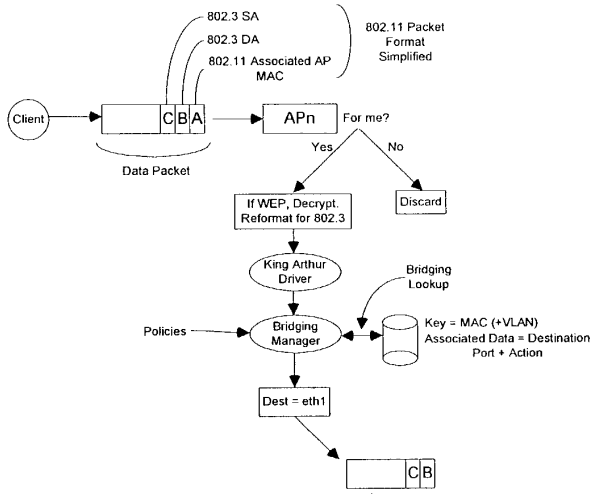 802.3 SA
802.3 DA
802.11 Associated AP
MAC
802.11 Packet
Format
Simplified
Client
C B A
Data Packet
APn
For me?
Yes
No
If WEP, Decrypt.
Reformat for 802.3
Discard
King Arthur
Driver
Bridging
Lookup
Policies
Bridging
Manager
Key = MAC (+VLAN)
Associated Data = Destination
Port + Action
Dest = eth1
C B